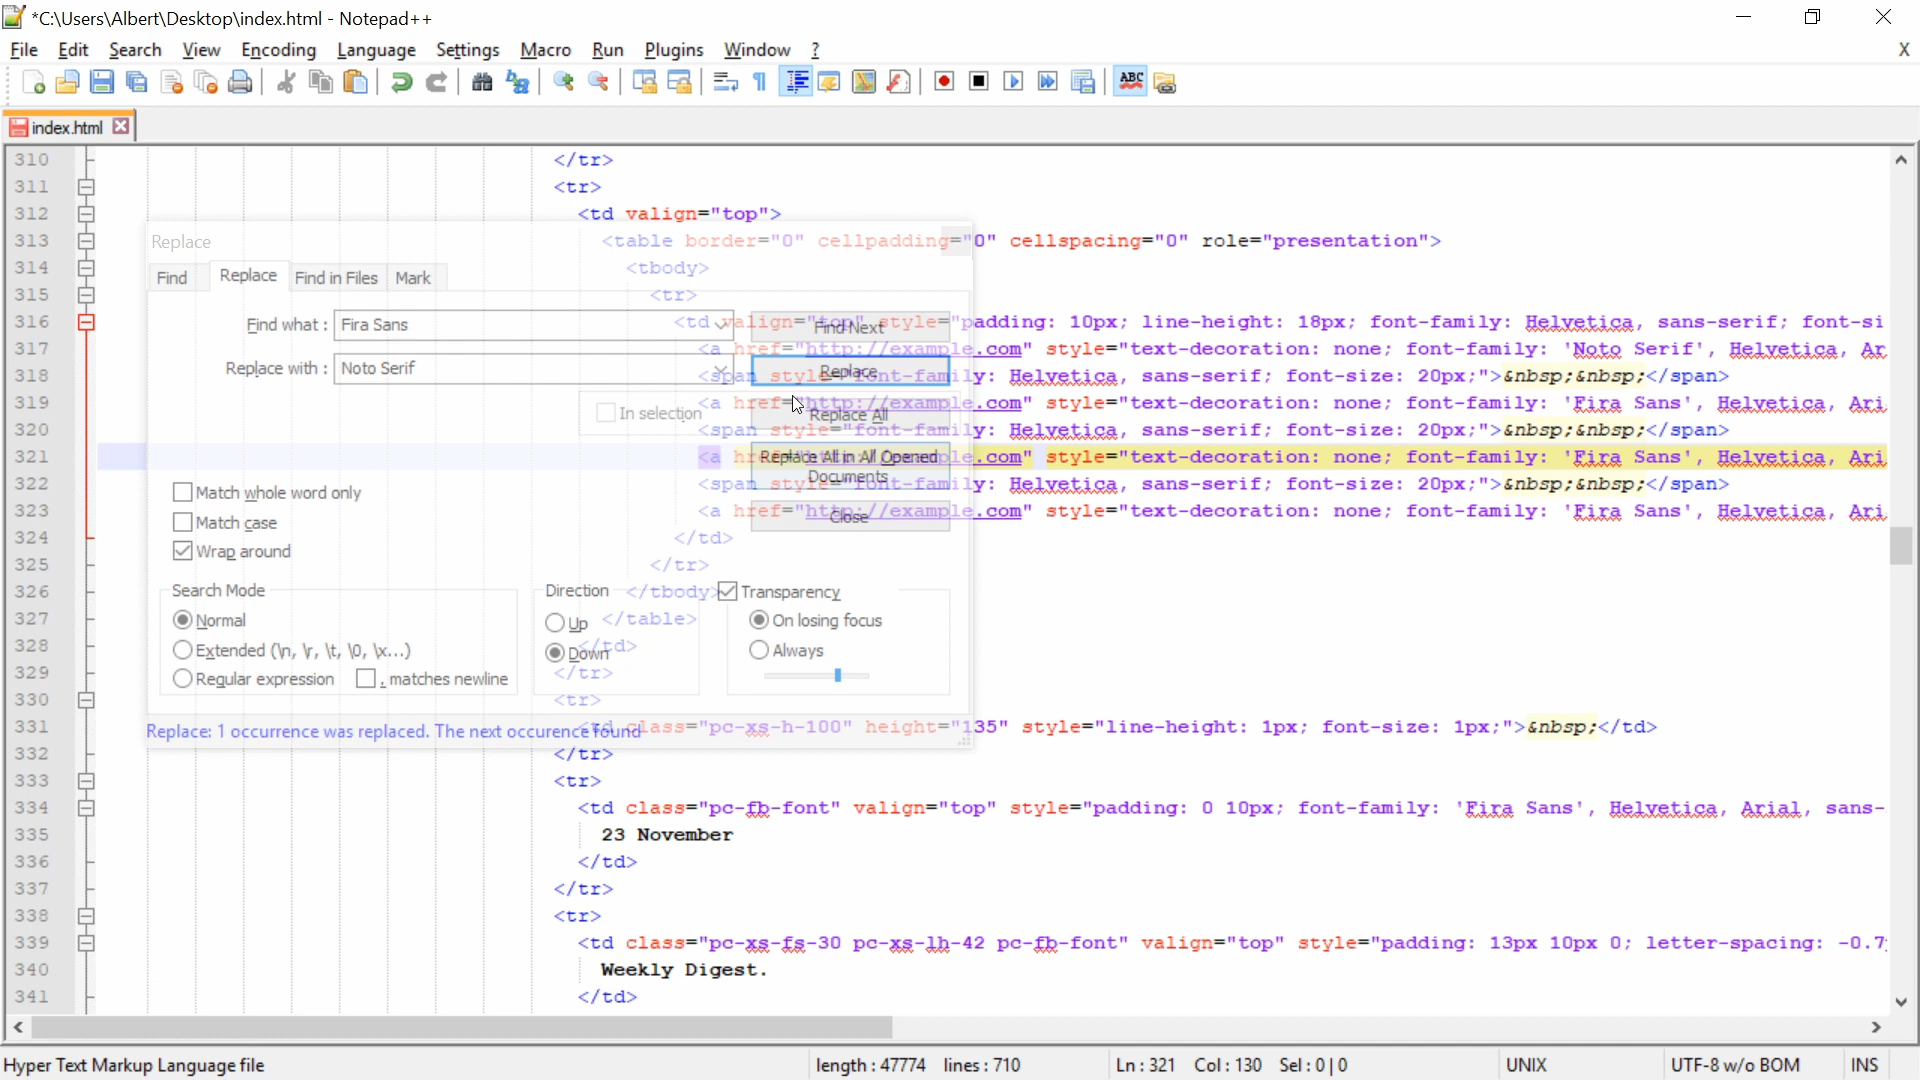 *C:\Users\Albert\Desktop\index.html - Notepad++
File Edit Search View Encoding Language Settings Macro Run Plugins Window ? X
ABC
index.html
310 </tr>
311 <tr>
312 <td valign="top">
313 <table border="0" cellpadding="0" cellspacing="0" role="presentation">
314 <tbody>
315 <tr>
316 <td valign="top" style="padding: 10px; line-height: 18px; font-family: Helvetica, sans-serif; font-si
317 <a href="http://example.com" style="text-decoration: none; font-family: 'Noto Serif', Helvetica, Ar
318 <span style="font-family: Helvetica, sans-serif; font-size: 20px;">&nbsp;&nbsp;</span>
319 <a href="http://example.com" style="text-decoration: none; font-family: 'Fira Sans', Helvetica, Ari
320 <span style="font-family: Helvetica, sans-serif; font-size: 20px;">&nbsp;&nbsp;</span>
321 <a href="http://example.com" style="text-decoration: none; font-family: 'Fira Sans', Helvetica, Ari
322 <span style="font-family: Helvetica, sans-serif; font-size: 20px;">&nbsp;&nbsp;</span>
323 <a href="http://example.com" style="text-decoration: none; font-family: 'Fira Sans', Helvetica, Ari
324 </td>
325 </tr>
326 </tbody>
327 </table>
328 </td>
329 </tr>
330 <tr>
331 <td class="pc-xs-h-100" height="135" style="line-height: 1px; font-size: 1px;">&nbsp;</td>
332 </tr>
333 <tr>
334 <td class="pc-fb-font" valign="top" style="padding: 0 10px; font-family: 'Fira Sans', Helvetica, Arial, sans-
335 23 November
336 </td>
337 </tr>
338 <tr>
339 <td class="pc-xs-fs-30 pc-xs-lh-42 pc-fb-font" valign="top" style="padding: 13px 10px 0; letter-spacing: -0.7
340 Weekly Digest.
341 </td>
Replace
Find Replace Find in Files Mark
Find what : Fira Sans Find Next
Replace with : Noto Serif Replace
In selection Replace All
Replace All in All Opened
Documents
Match whole word only
Close
Match case
Wrap around
Search Mode Direction Transparency
Normal Up On losing focus
Extended (\n, \r, \t, \0, \x...) Down Always
Regular expression . matches newline
Replace: 1 occurrence was replaced. The next occurence found
Hyper Text Markup Language file length : 47774 lines : 710 Ln : 321 Col : 130 Sel : 0 | 0 UNIX UTF-8 w/o BOM INS